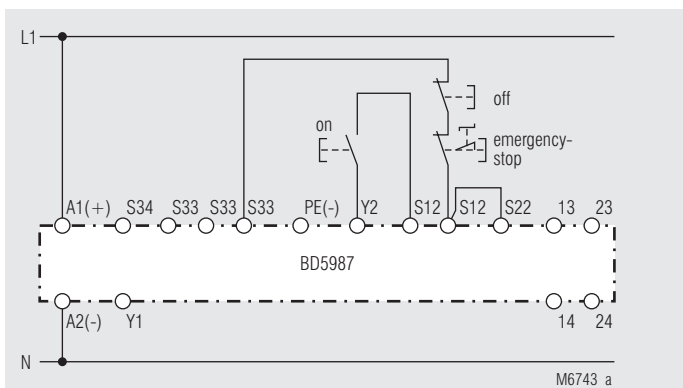 L1
off
on
emergency-
stop
A1(+) S34 S33 S33 S33 PE(-) Y2 S12 S12 S22 13 23
BD5987
A2(-) Y1 14 24
N
M6743_a